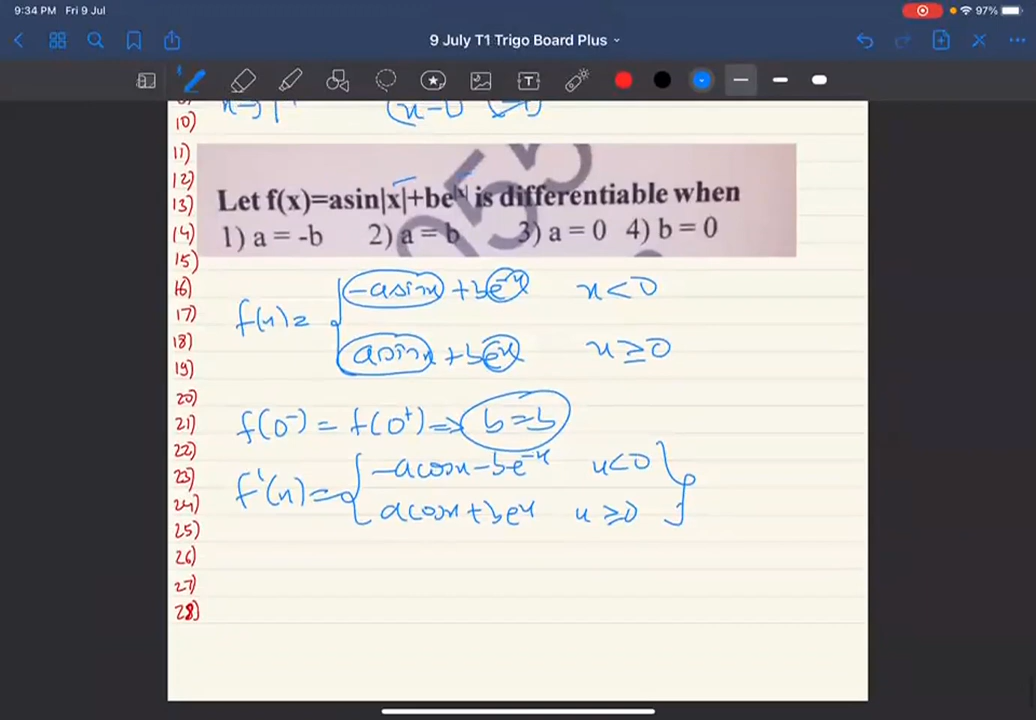 9:34 PM Fri 9 Jul
97%
9 July T1 Trigo Board Plus
10)
11)
12)
13)
14)
15)
16)
17)
18)
19)
20)
21)
22)
23)
24)
25)
26)
27)
28)
Let f(x)=asin|x|+be^|x| is differentiable when
1) a = -b 2) a = b 3) a = 0 4) b = 0
f(x) = { -asinx + be^-x x < 0
asinx + be^x x ≥ 0
f(0⁻) = f(0⁺) ⇒ b = b
f'(x) = { -acosx - be^-x x<0
acosx + be^x x ≥0 }